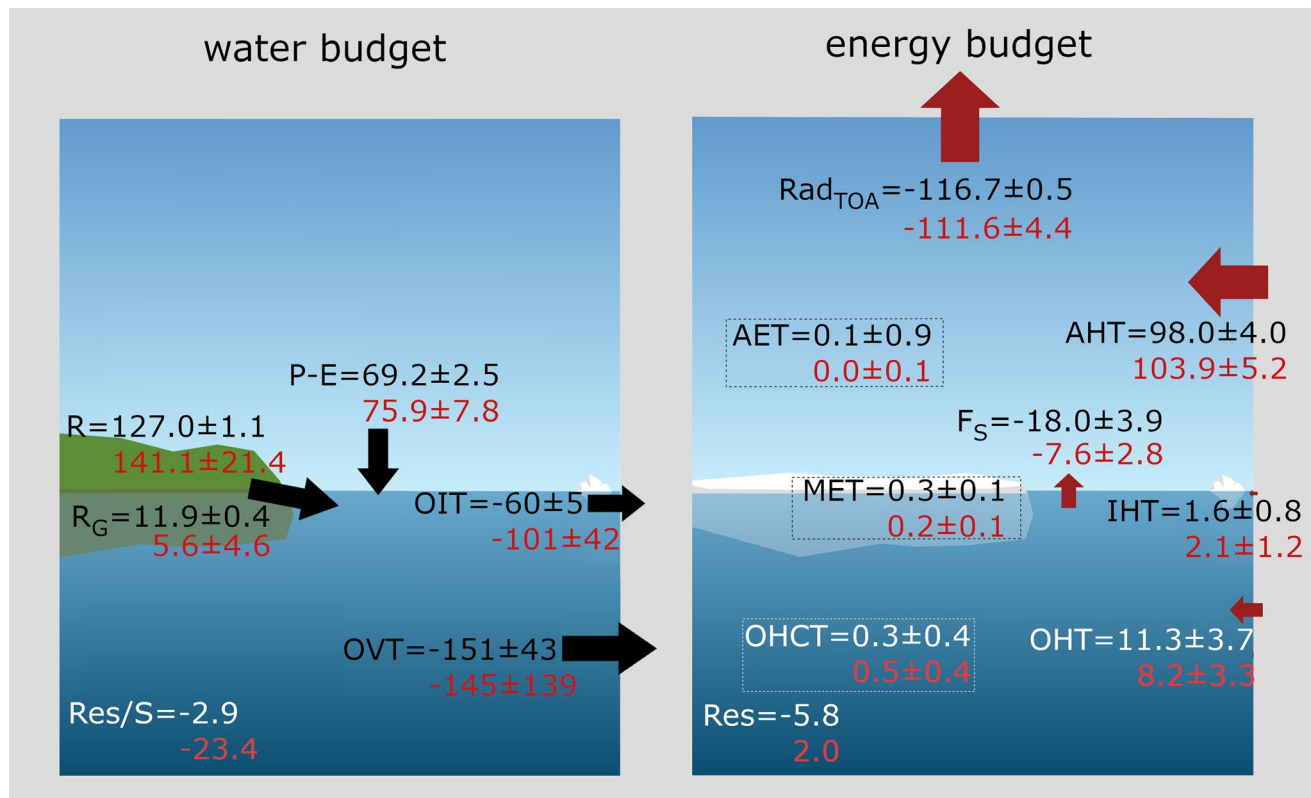 water budget
P-E=69.2±2.5
75.9±7.8
R=127.0±1.1
141.1±21.4
R_G=11.9±0.4
5.6±4.6
OIT=-60±5
-101±42
OVT=-151±43
-145±139
Res/S=-2.9
-23.4
energy budget
Rad_TOA=-116.7±0.5
-111.6±4.4
AET=0.1±0.9
0.0±0.1
AHT=98.0±4.0
103.9±5.2
F_S=-18.0±3.9
-7.6±2.8
MET=0.3±0.1
0.2±0.1
IHT=1.6±0.8
2.1±1.2
OHCT=0.3±0.4
0.5±0.4
OHT=11.3±3.7
8.2±3.3
Res=-5.8
2.0